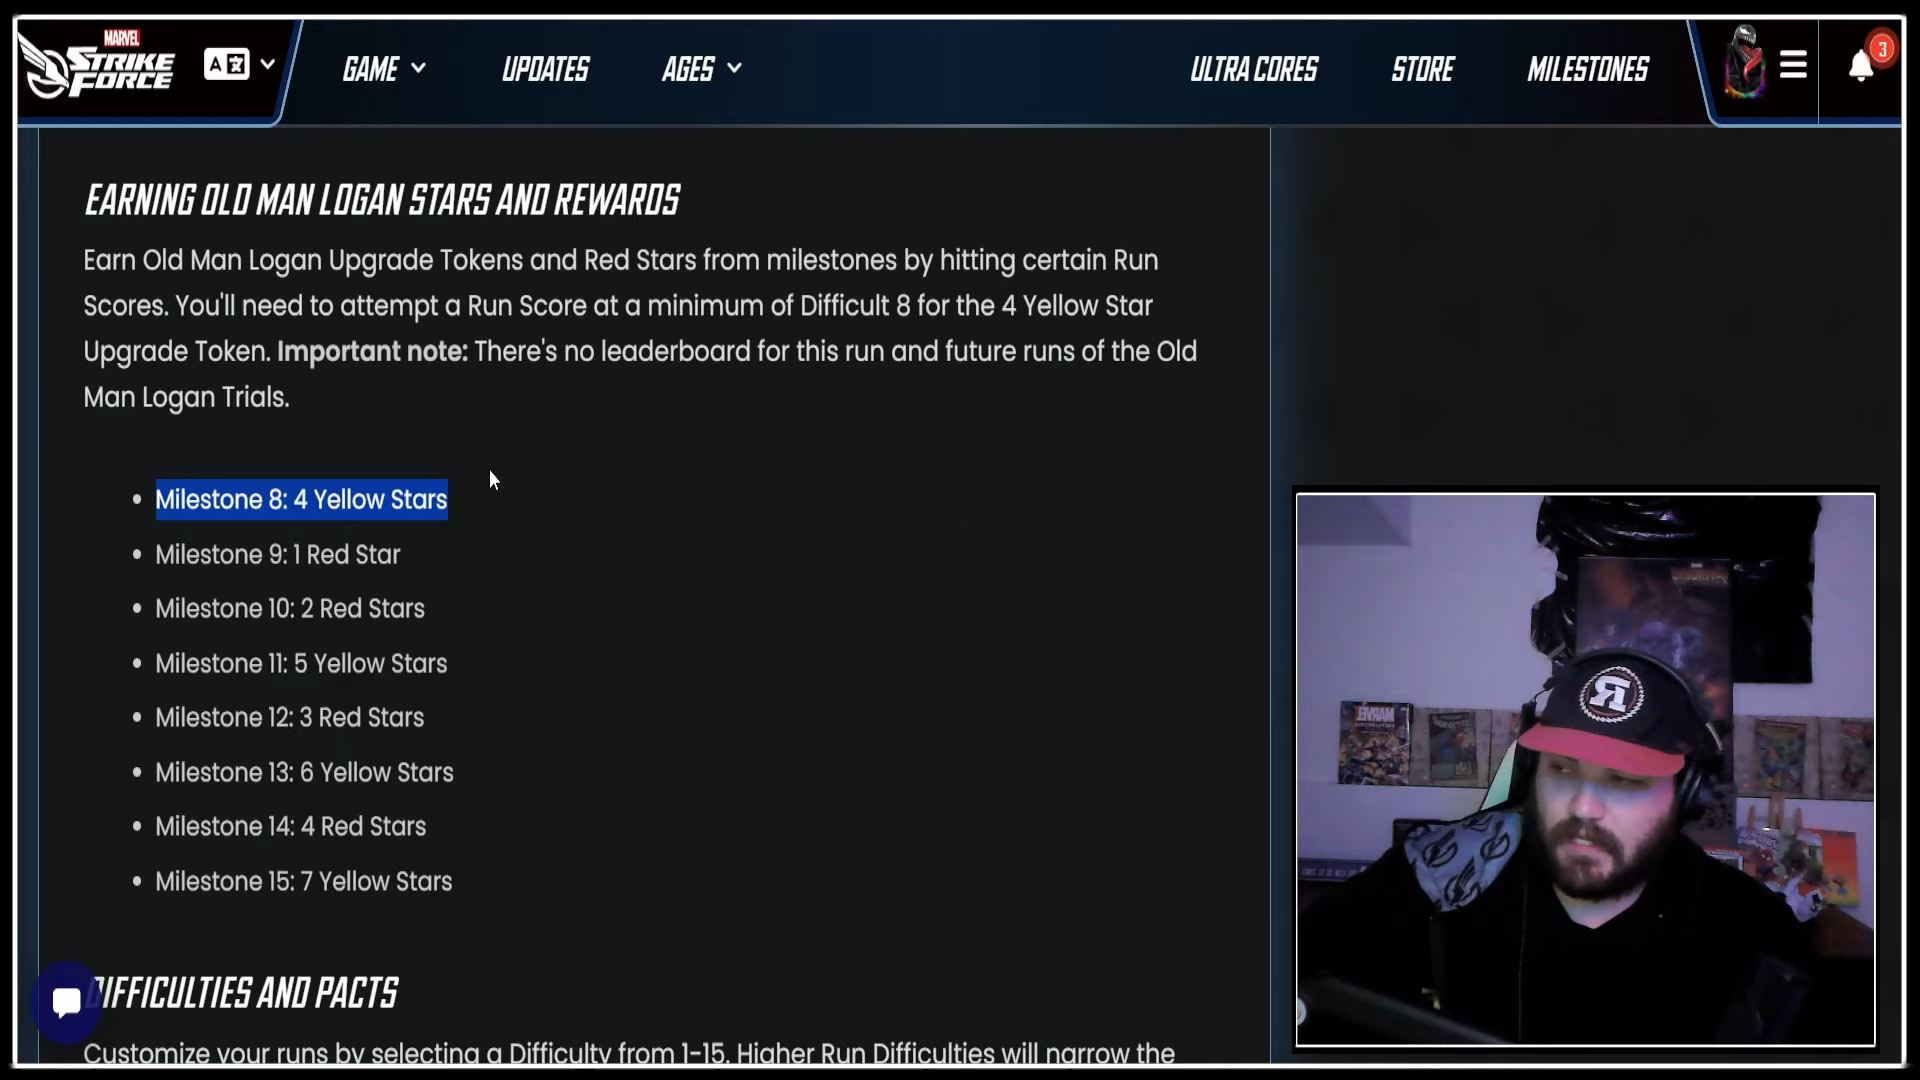 MARVEL
STRIKE
FORCE
GAME
UPDATES
AGES
ULTRA CORES
STORE
MILESTONES
3
EARNING OLD MAN LOGAN STARS AND REWARDS
Earn Old Man Logan Upgrade Tokens and Red Stars from milestones by hitting certain Run
Scores. You'll need to attempt a Run Score at a minimum of Difficult 8 for the 4 Yellow Star
Upgrade Token. Important note: There's no leaderboard for this run and future runs of the Old
Man Logan Trials.
• Milestone 8: 4 Yellow Stars
• Milestone 9: 1 Red Star
• Milestone 10: 2 Red Stars
• Milestone 11: 5 Yellow Stars
• Milestone 12: 3 Red Stars
• Milestone 13: 6 Yellow Stars
• Milestone 14: 4 Red Stars
• Milestone 15: 7 Yellow Stars
DIFFICULTIES AND PACTS
Customize your runs by selecting a Difficulty from 1-15. Higher Run Difficulties will narrow the
R
MARVEL